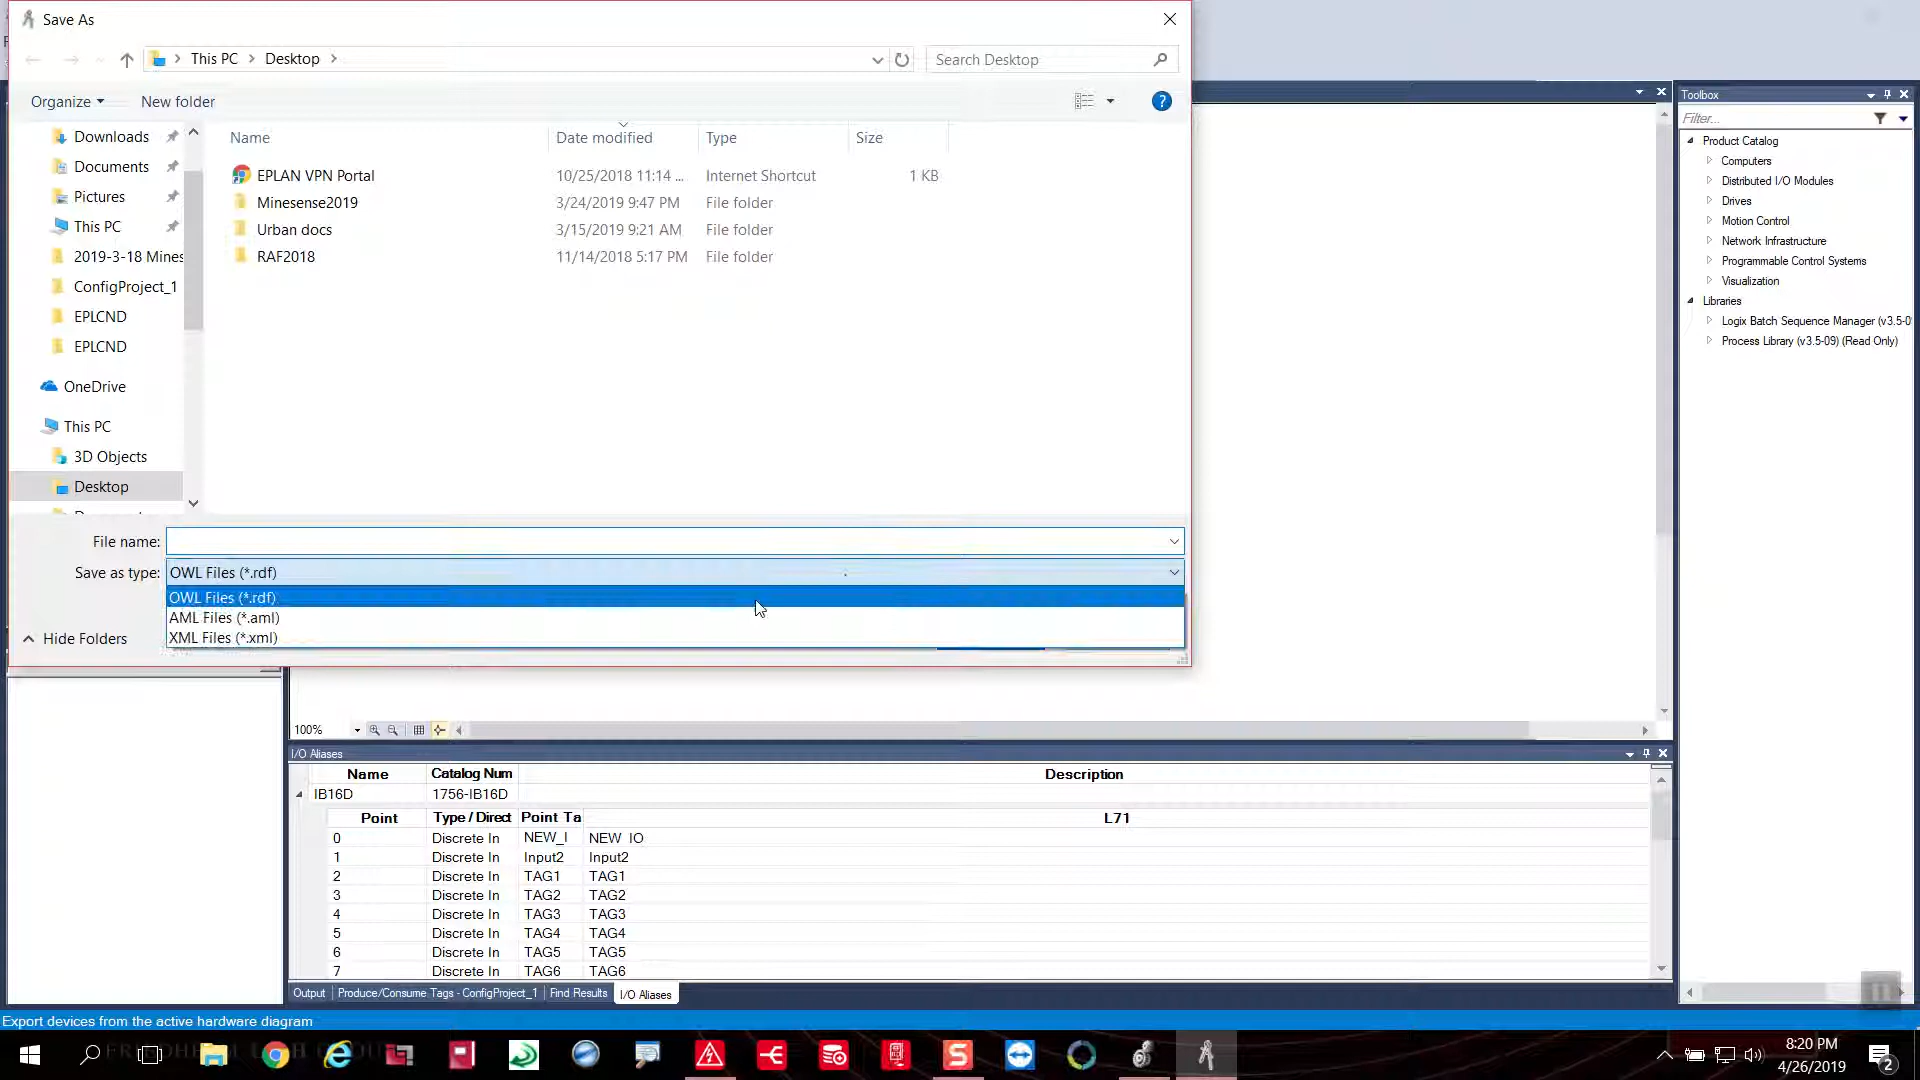 Save As
This PC > Desktop >
Search Desktop
Organize
New folder
Name Date modified Type Size
Downloads
Documents
Pictures
This PC
2019-3-18 Mines
ConfigProject_1
EPLCND
EPLCND
OneDrive
This PC
3D Objects
Desktop
EPLAN VPN Portal 10/25/2018 11:14 ... Internet Shortcut 1 KB
Minesense2019 3/24/2019 9:47 PM File folder
Urban docs 3/15/2019 9:21 AM File folder
RAF2018 11/14/2018 5:17 PM File folder
File name:
Save as type: OWL Files (*.rdf)
OWL Files (*.rdf)
AML Files (*.aml)
XML Files (*.xml)
Hide Folders
Toolbox
Filter...
Product Catalog
Computers
Distributed I/O Modules
Drives
Motion Control
Network Infrastructure
Programmable Control Systems
Visualization
Libraries
Logix Batch Sequence Manager (v3.5-0
Process Library (v3.5-09) (Read Only)
100%
I/O Aliases
Name Catalog Num Description
IB16D 1756-IB16D
Point Type / Direct Point Ta L71
0 Discrete In NEW_I NEW_IO
1 Discrete In Input2 Input2
2 Discrete In TAG1 TAG1
3 Discrete In TAG2 TAG2
4 Discrete In TAG3 TAG3
5 Discrete In TAG4 TAG4
6 Discrete In TAG5 TAG5
7 Discrete In TAG6 TAG6
Output Produce/Consume Tags - ConfigProject_1 Find Results I/O Aliases
Export devices from the active hardware diagram
8:20 PM
4/26/2019
2